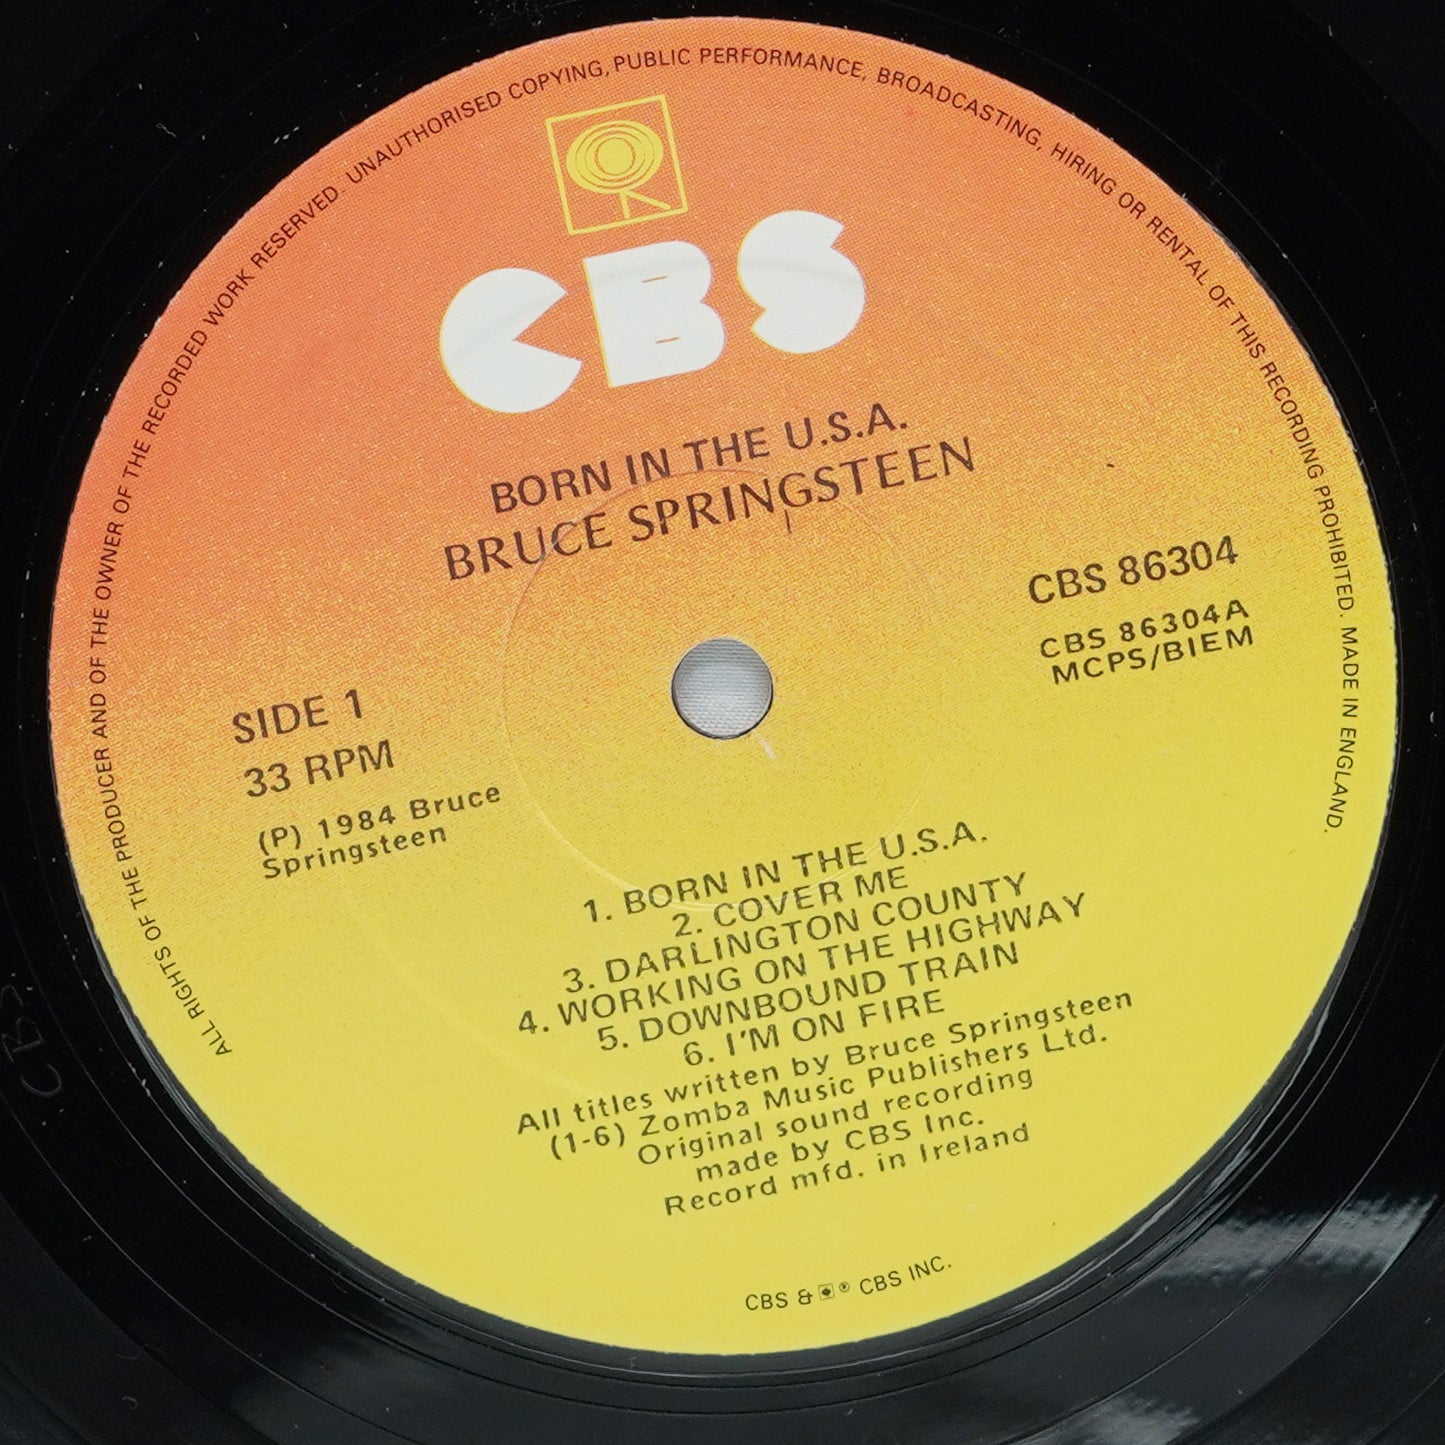 ALL RIGHTS OF THE PRODUCER AND OF THE OWNER OF THE RECORDED WORK RESERVED. UNAUTHORISED COPYING, PUBLIC PERFORMANCE, BROADCASTING, HIRING OR RENTAL OF THIS RECORDING PROHIBITED. MADE IN ENGLAND.
CBS
BORN IN THE U.S.A.
BRUCE SPRINGSTEEN
CBS 86304
CBS 86304A
MCPS/BIEM
SIDE 1
33 RPM
(P) 1984 Bruce
Springsteen
1. BORN IN THE U.S.A.
2. COVER ME
3. DARLINGTON COUNTY
4. WORKING ON THE HIGHWAY
5. DOWNBOUND TRAIN
6. I'M ON FIRE
All titles written by Bruce Springsteen
(1-6) Zomba Music Publishers Ltd.
Original sound recording
made by CBS Inc.
Record mfd. in Ireland
CBS & ® CBS INC.
CBS